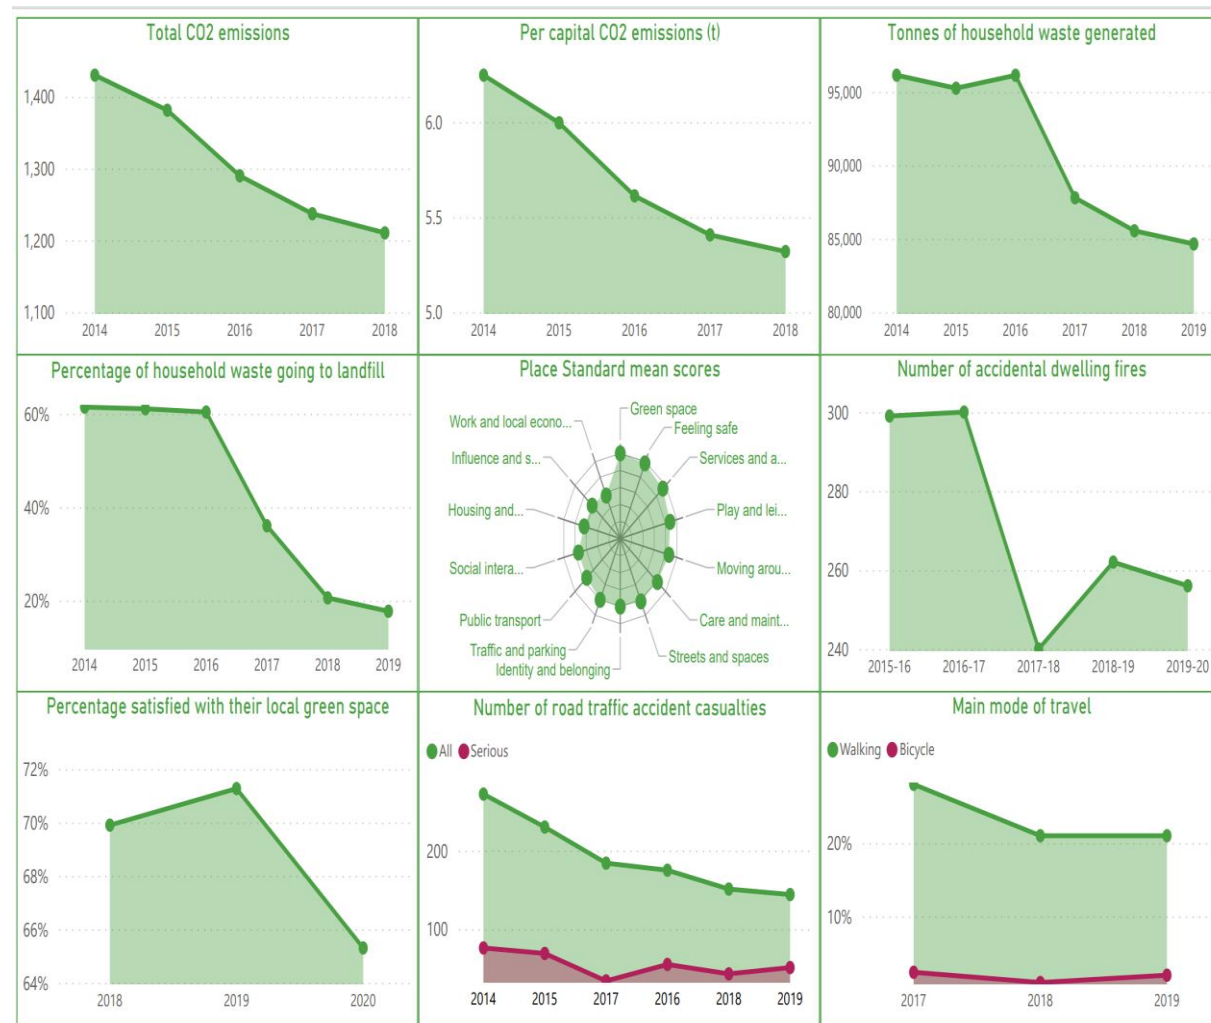 Total CO2 emissions
1,400
1,300
1,200
1,100
2014 2015 2016 2017 2018
Per capital CO2 emissions (t)
6.0
5.5
5.0
2014 2015 2016 2017 2018
Tonnes of household waste generated
95,000
90,000
85,000
80,000
2014 2015 2016 2017 2018 2019
Percentage of household waste going to landfill
60%
40%
20%
2014 2015 2016 2017 2018 2019
Place Standard mean scores
Green space
Feeling safe
Services and a...
Play and lei...
Moving arou...
Care and maint...
Streets and spaces
Identity and belonging
Traffic and parking
Public transport
Social intera...
Housing and...
Influence and s...
Work and local econo...
Number of accidental dwelling fires
300
280
260
240
2015-16 2016-17 2017-18 2018-19 2019-20
Percentage satisfied with their local green space
72%
70%
68%
66%
64%
2018 2019 2020
Number of road traffic accident casualties
All Serious
200
100
2014 2015 2017 2016 2018 2019
Main mode of travel
Walking Bicycle
20%
10%
2017 2018 2019